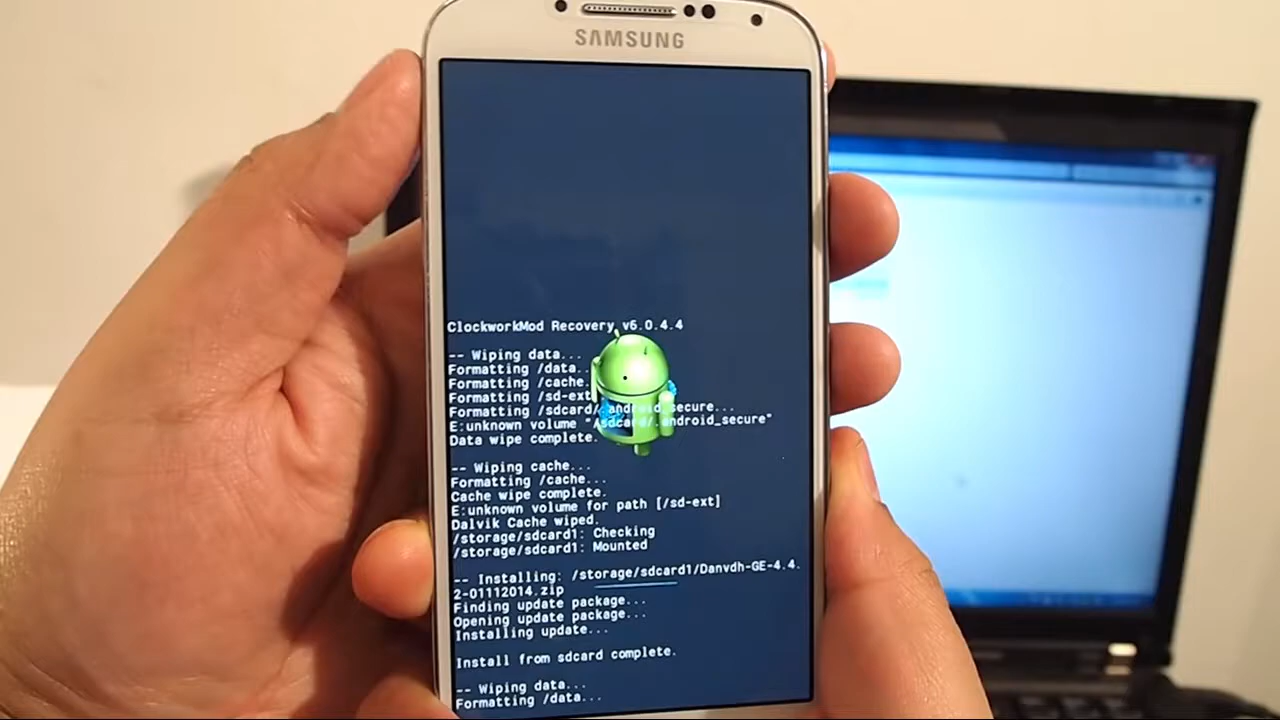 SAMSUNG
ClockworkMod Recovery v6.0.4.4
-- Wiping data...
Formatting /data..
Formatting /cache.
Formatting /sd-ext
Formatting /sdcard/.android_secure...
E:unknown volume "/sdcard/.android_secure"
Data wipe complete.
-- Wiping cache...
Formatting /cache...
Cache wipe complete.
E:unknown volume for path [/sd-ext]
Dalvik Cache wiped.
/storage/sdcard1: Checking
/storage/sdcard1: Mounted
-- Installing: /storage/sdcard1/Danvdh-GE-4.4.
2-01112014.zip
Finding update package...
Opening update package...
Installing update...
Install from sdcard complete.
-- Wiping data...
Formatting /data...